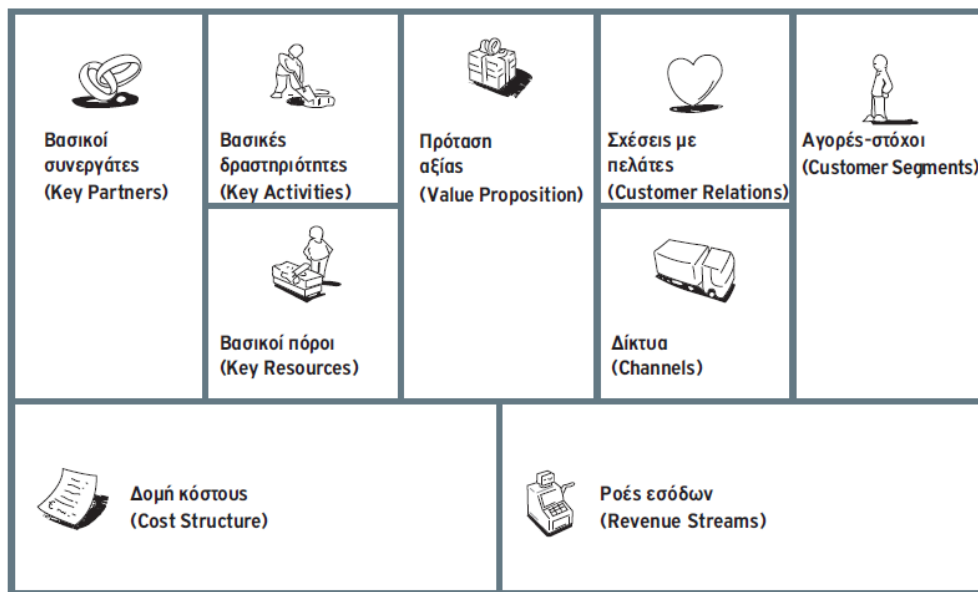 Βασικοί
συνεργάτες
(Key Partners)
Βασικές
δραστηριότητες
(Key Activities)
Βασικοί πόροι
(Key Resources)
Πρόταση
αξίας
(Value Proposition)
Σχέσεις με
πελάτες
(Customer Relations)
Δίκτυα
(Channels)
Αγορές-στόχοι
(Customer Segments)
Δομή κόστους
(Cost Structure)
Ροές εσόδων
(Revenue Streams)